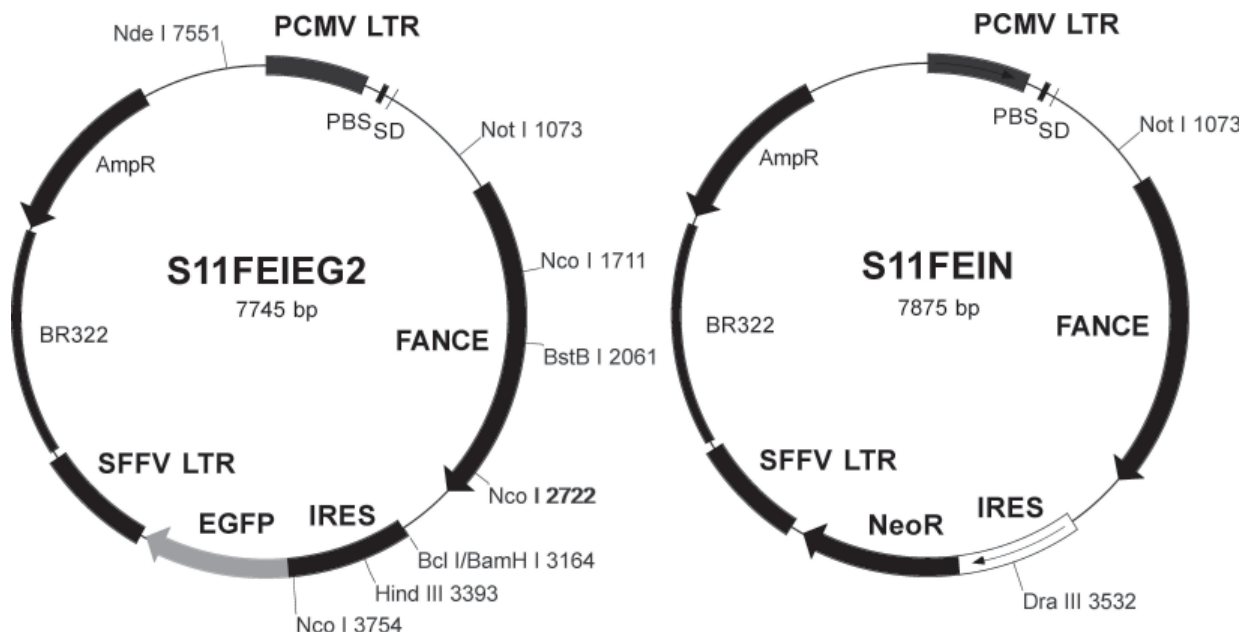 PCMV LTR
Nde I 7551
PBS
SD
Not I 1073
AmpR
S11FEIEG2
7745 bp
Nco I 1711
BR322
FANCE
BstB I 2061
SFFV LTR
Nco I 2722
EGFP
IRES
Bcl I/BamH I 3164
Hind III 3393
Nco I 3754
PCMV LTR
PBS
SD
Not I 1073
AmpR
S11FEIN
7875 bp
BR322
FANCE
SFFV LTR
NeoR
IRES
Dra III 3532